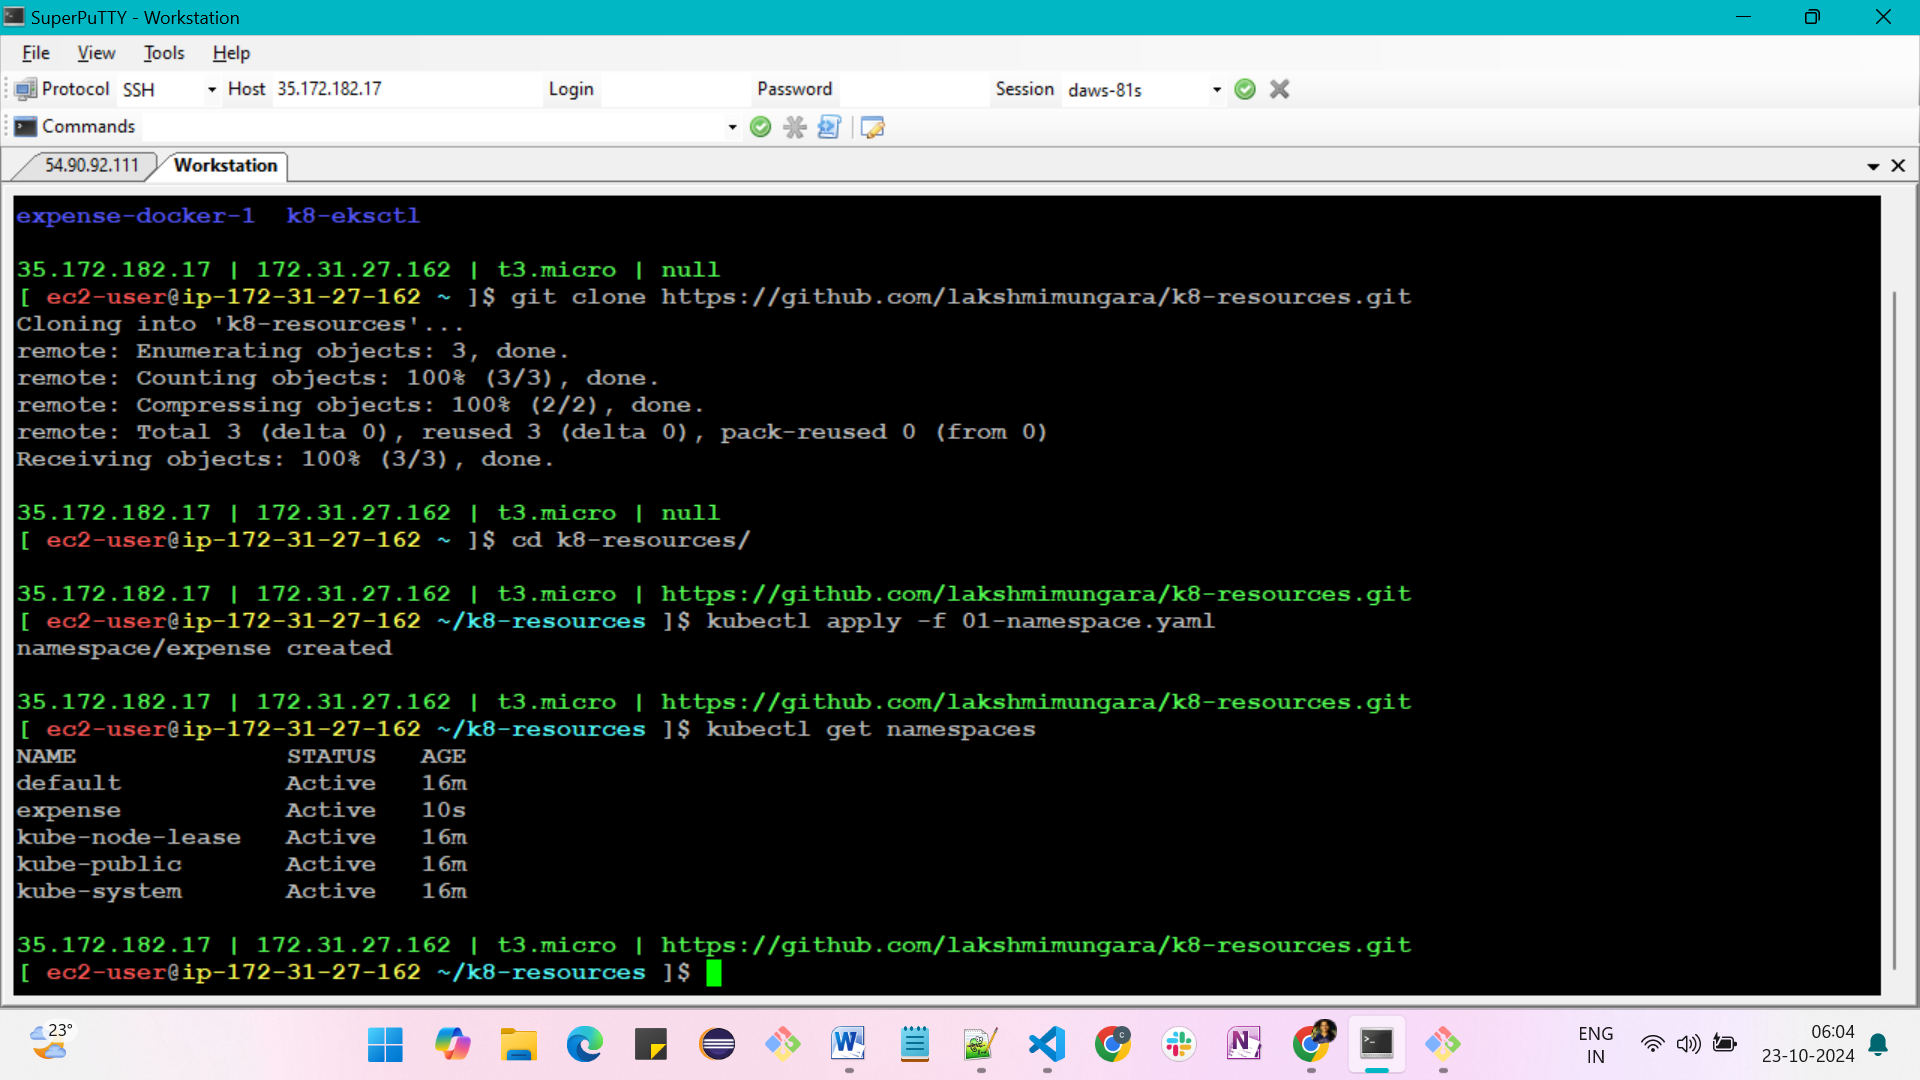 SuperPuTTY - Workstation
File View Tools Help
Protocol SSH Host 35.172.182.17 Login Password Session daws-81s
Commands
54.90.92.111 Workstation
expense-docker-1  k8-eksctl
35.172.182.17 | 172.31.27.162 | t3.micro | null
[ ec2-user@ip-172-31-27-162 ~ ]$ git clone https://github.com/lakshmimungara/k8-resources.git
Cloning into 'k8-resources'...
remote: Enumerating objects: 3, done.
remote: Counting objects: 100% (3/3), done.
remote: Compressing objects: 100% (2/2), done.
remote: Total 3 (delta 0), reused 3 (delta 0), pack-reused 0 (from 0)
Receiving objects: 100% (3/3), done.
35.172.182.17 | 172.31.27.162 | t3.micro | null
[ ec2-user@ip-172-31-27-162 ~ ]$ cd k8-resources/
35.172.182.17 | 172.31.27.162 | t3.micro | https://github.com/lakshmimungara/k8-resources.git
[ ec2-user@ip-172-31-27-162 ~/k8-resources ]$ kubectl apply -f 01-namespace.yaml
namespace/expense created
35.172.182.17 | 172.31.27.162 | t3.micro | https://github.com/lakshmimungara/k8-resources.git
[ ec2-user@ip-172-31-27-162 ~/k8-resources ]$ kubectl get namespaces
NAME              STATUS   AGE
default           Active   16m
expense           Active   10s
kube-node-lease   Active   16m
kube-public       Active   16m
kube-system       Active   16m
35.172.182.17 | 172.31.27.162 | t3.micro | https://github.com/lakshmimungara/k8-resources.git
[ ec2-user@ip-172-31-27-162 ~/k8-resources ]$
23°
ENG
IN
06:04
23-10-2024